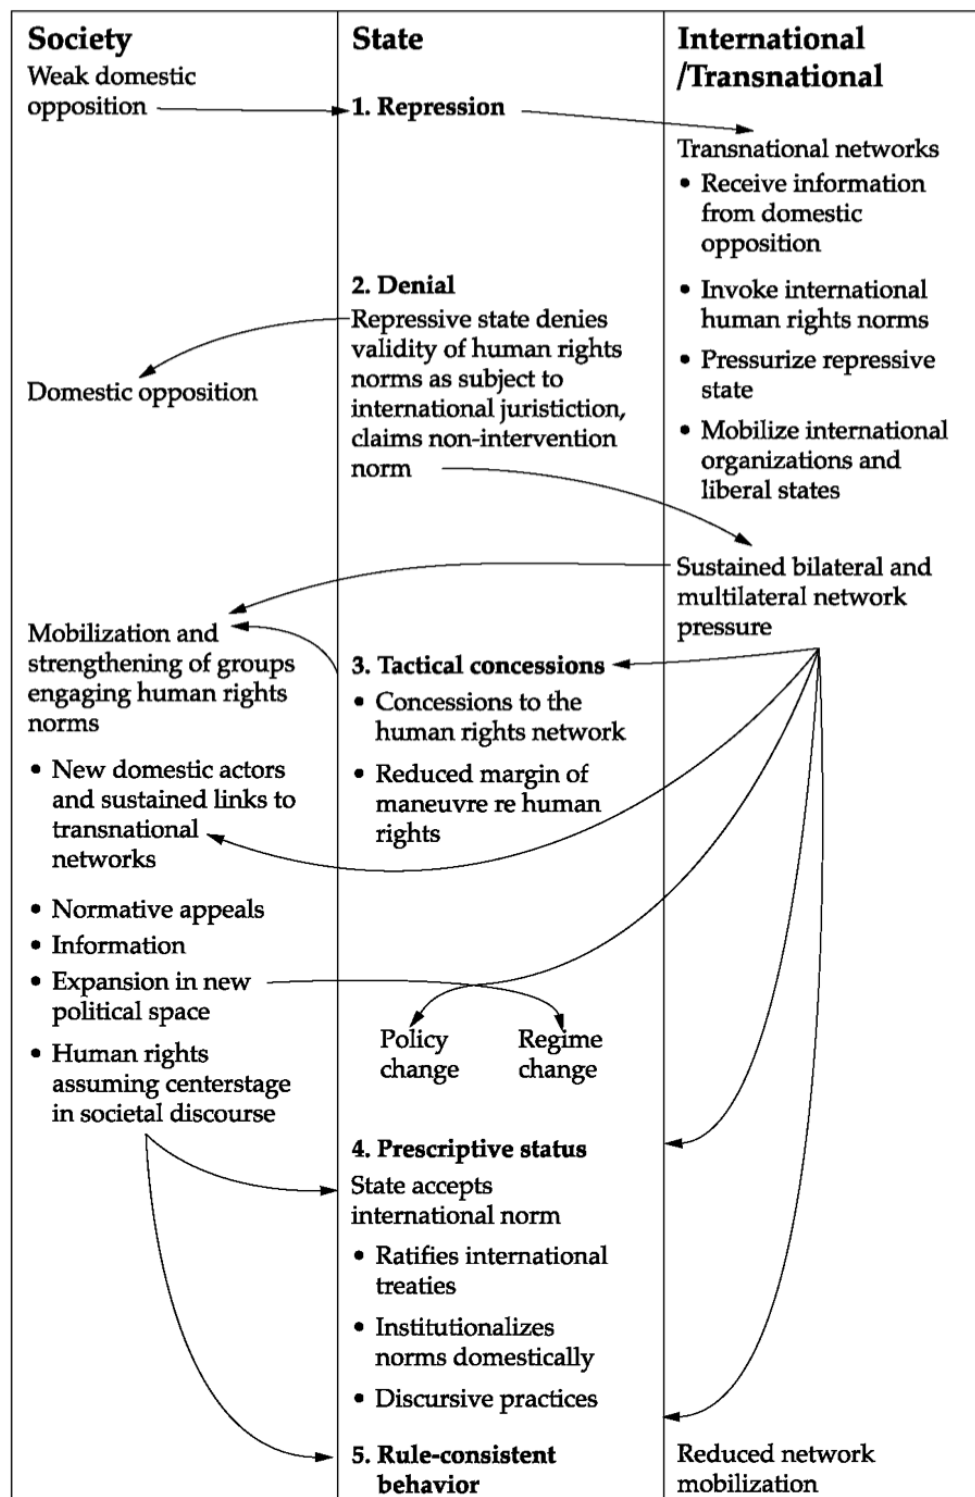 Society
Weak domestic
opposition
State
1. Repression
International
/Transnational
Transnational networks
• Receive information
from domestic
opposition
• Invoke international
human rights norms
• Pressurize repressive
state
• Mobilize international
organizations and
liberal states
2. Denial
Repressive state denies
validity of human rights
norms as subject to
international juristiction,
claims non-intervention
norm
Domestic opposition
Sustained bilateral and
multilateral network
pressure
Mobilization and
strengthening of groups
engaging human rights
norms
• New domestic actors
and sustained links to
transnational
networks
• Normative appeals
• Information
• Expansion in new
political space
• Human rights
assuming centerstage
in societal discourse
3. Tactical concessions
• Concessions to the
human rights network
• Reduced margin of
maneuvre re human
rights
Policy
change
Regime
change
4. Prescriptive status
State accepts
international norm
• Ratifies international
treaties
• Institutionalizes
norms domestically
• Discursive practices
5. Rule-consistent
behavior
Reduced network
mobilization